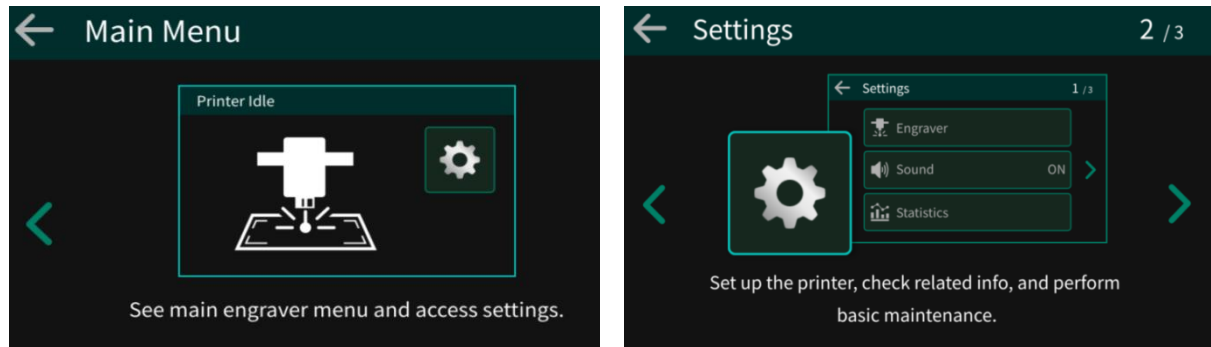 Main Menu
Printer Idle
See main engraver menu and access settings.
Settings 2 / 3
Settings 1 / 3
Engraver
Sound ON
Statistics
Set up the printer, check related info, and perform
basic maintenance.